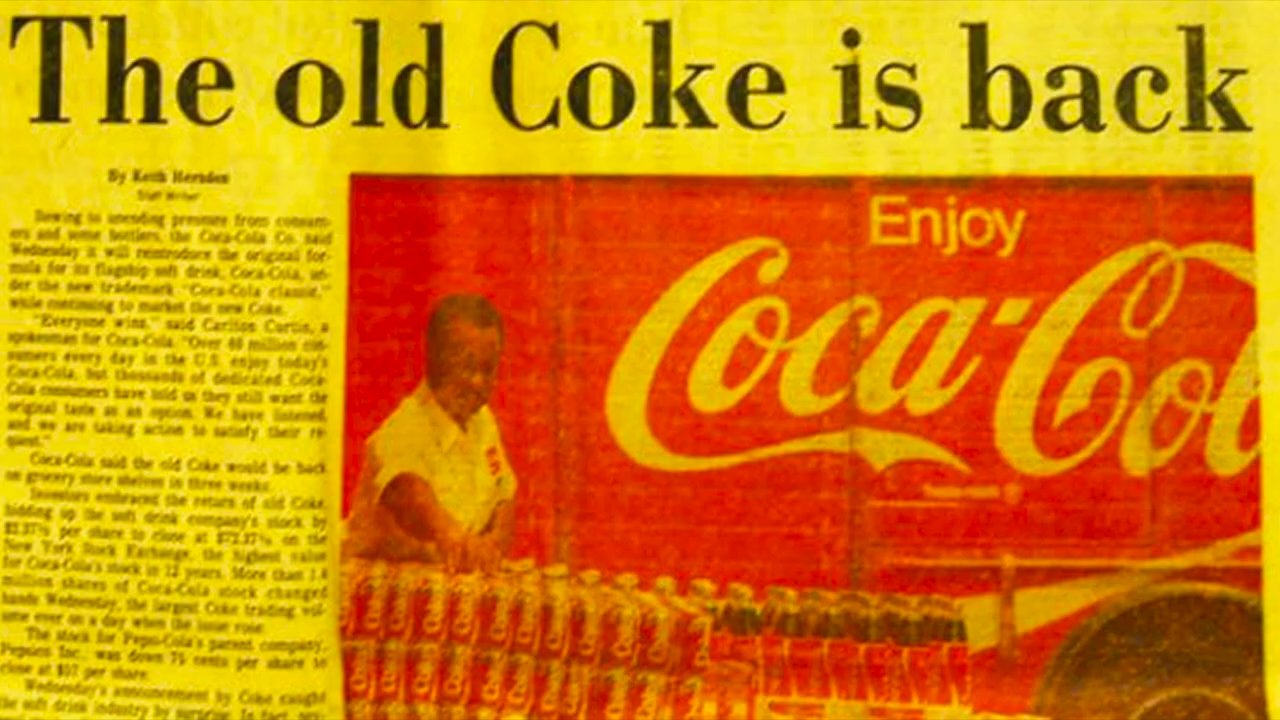 The old Coke is back
By Keith Herndon
Staff Writer
Bowing to unending pressure from consum-
ers and some bottlers, the Coca-Cola Co. said
Wednesday it will reintroduce the original for-
mula for its flagship soft drink, Coca-Cola, un-
der the new trademark "Coca-Cola classic,"
while continuing to market the new Coke.
"Everyone wins," said Carlton Curtis, a
spokesman for Coca-Cola. "Over 40 million con-
sumers every day in the U.S. enjoy today's
Coca-Cola, but thousands of dedicated Coca-
Cola consumers have told us they still want the
original taste as an option. We have listened,
and we are taking action to satisfy their re-
quest."
Coca-Cola said the old Coke would be back
on grocery store shelves in three weeks.
Investors embraced the return of old Coke,
bidding up the soft drink company's stock by
per share to close at on the
New York Stock Exchange, the highest value
for Coca-Cola's stock in 12 years. More than 1.4
million shares of Coca-Cola stock changed
hands Wednesday, the largest Coke trading vol-
ume ever on a day when the issue rose.
The stock for Pepsi-Cola's parent company,
PepsiCo Inc., was down 75 cents per share to
close at $57 per share.
Wednesday's announcement by Coke caught
the soft drink industry by surprise. In fact,
Enjoy
Coca-Col